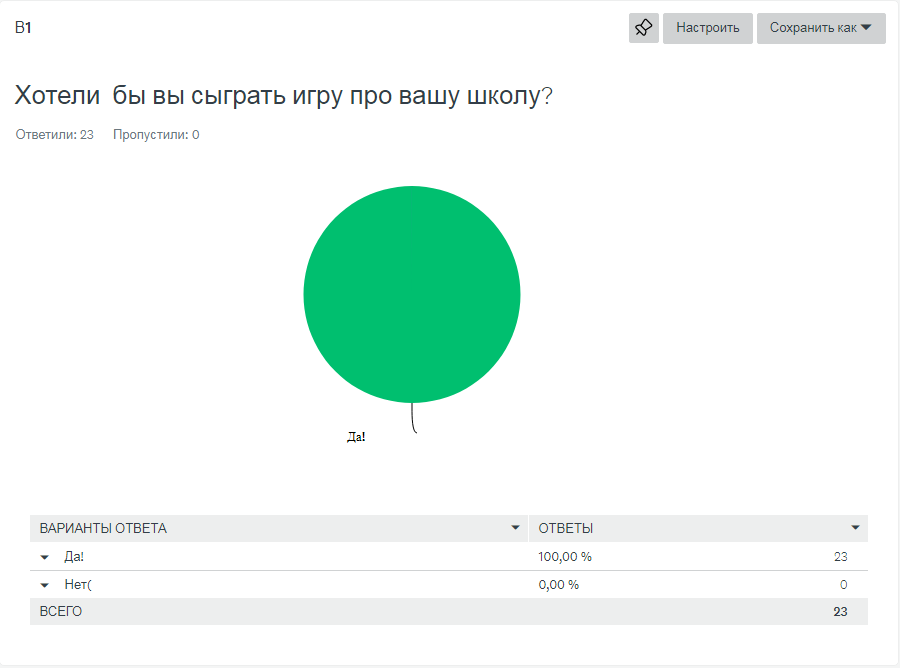 В1
Настроить
Сохранить как
Хотели бы вы сыграть игру про вашу школу?
Ответили: 23 Пропустили: 0
Да!
ВАРИАНТЫ ОТВЕТА ОТВЕТЫ
Да! 100,00 % 23
Нет( 0,00 % 0
ВСЕГО 23